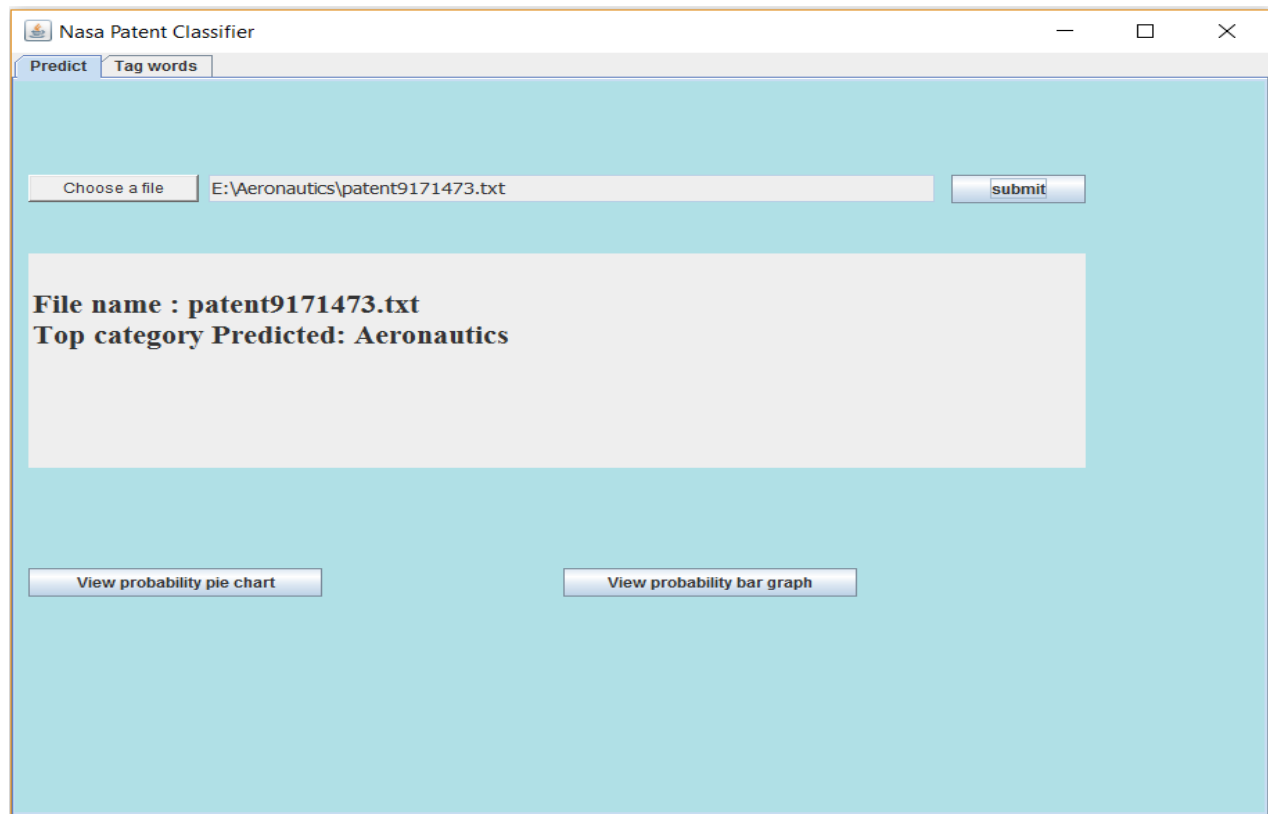 Nasa Patent Classifier
Predict Tag words
Choose a file E:\Aeronautics\patent9171473.txt submit
File name : patent9171473.txt
Top category Predicted: Aeronautics
View probability pie chart View probability bar graph